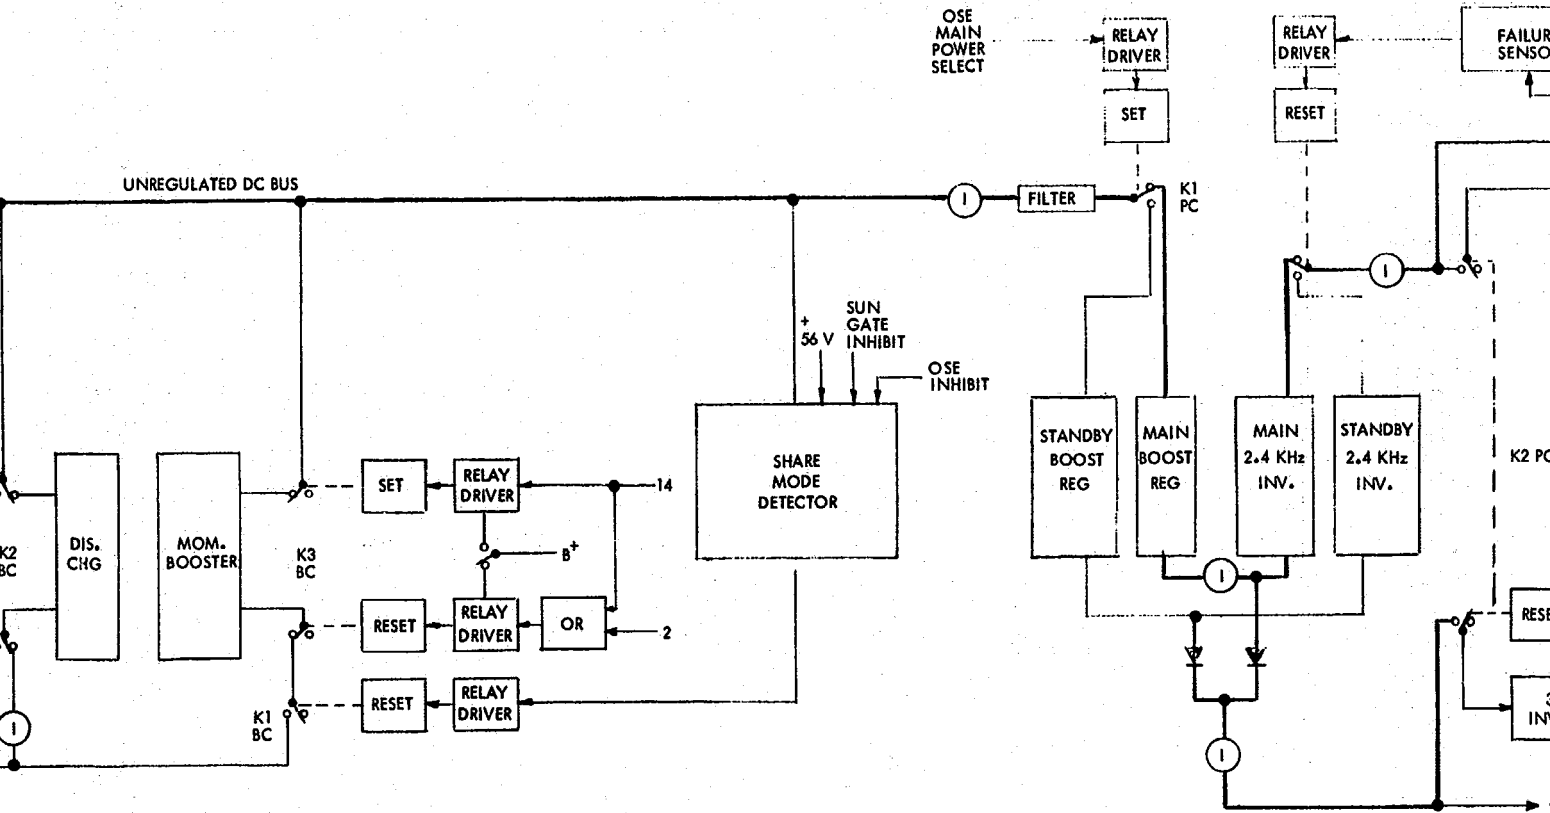 OSE
MAIN
POWER
SELECT
RELAY
DRIVER
RELAY
DRIVER
FAILUR
SENSO
SET
RESET
UNREGULATED DC BUS
I
FILTER
K1
PC
I
+
56 V
SUN
GATE
INHIBIT
OSE
INHIBIT
STANDBY
BOOST
REG
MAIN
BOOST
REG
MAIN
2.4 KHz
INV.
STANDBY
2.4 KHz
INV.
K2 PC
SHARE
MODE
DETECTOR
SET
RELAY
DRIVER
14
K2
BC
DIS.
CHG
MOM.
BOOSTER
K3
BC
B+
I
RESET
RELAY
DRIVER
OR
2
RESE
RESET
RELAY
DRIVER
K1
BC
I
INV
I